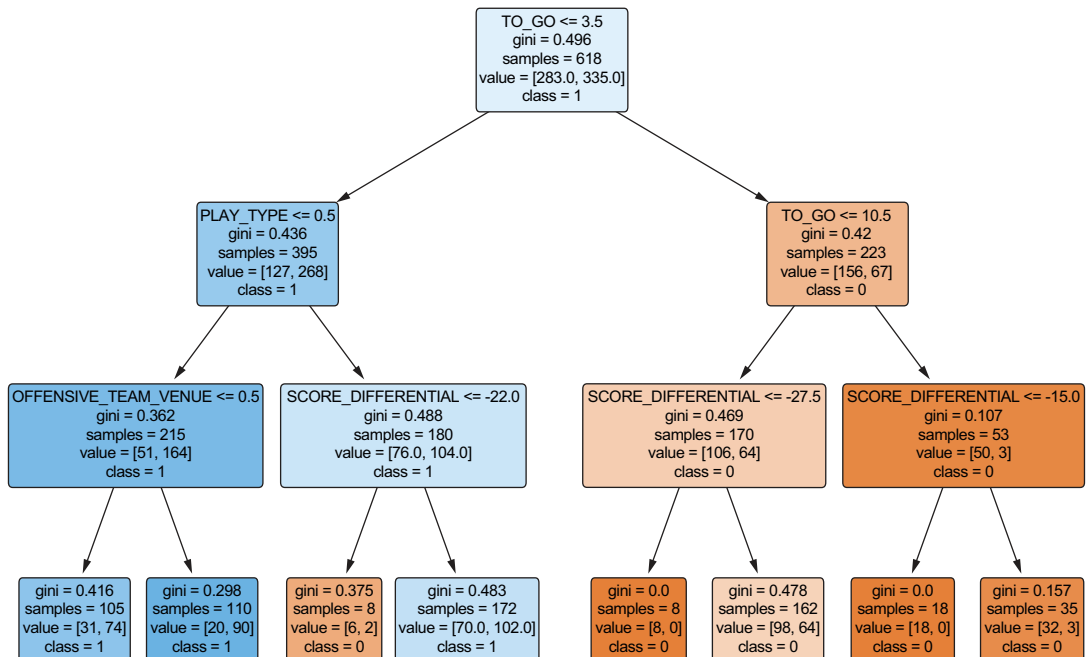 TO_GO <= 3.5
gini = 0.496
samples = 618
value = [283.0, 335.0]
class = 1
PLAY_TYPE <= 0.5
gini = 0.436
samples = 395
value = [127, 268]
class = 1
TO_GO <= 10.5
gini = 0.42
samples = 223
value = [156, 67]
class = 0
OFFENSIVE_TEAM_VENUE <= 0.5
gini = 0.362
samples = 215
value = [51, 164]
class = 1
SCORE_DIFFERENTIAL <= -22.0
gini = 0.488
samples = 180
value = [76.0, 104.0]
class = 1
SCORE_DIFFERENTIAL <= -27.5
gini = 0.469
samples = 170
value = [106, 64]
class = 0
SCORE_DIFFERENTIAL <= -15.0
gini = 0.107
samples = 53
value = [50, 3]
class = 0
gini = 0.416
samples = 105
value = [31, 74]
class = 1
gini = 0.298
samples = 110
value = [20, 90]
class = 1
gini = 0.375
samples = 8
value = [6, 2]
class = 0
gini = 0.483
samples = 172
value = [70.0, 102.0]
class = 1
gini = 0.0
samples = 8
value = [8, 0]
class = 0
gini = 0.478
samples = 162
value = [98, 64]
class = 0
gini = 0.0
samples = 18
value = [18, 0]
class = 0
gini = 0.157
samples = 35
value = [32, 3]
class = 0